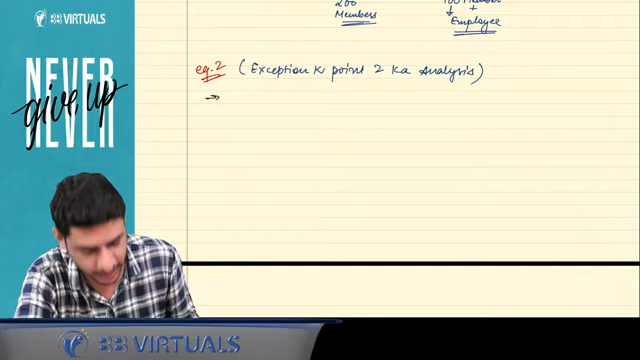 BB VIRTUALS
NEVER
give up
NEVER
200
Members
100 Member
+
Employee
eg.2 (Exception K point 2 Ka Analysis)
BB VIRTUALS